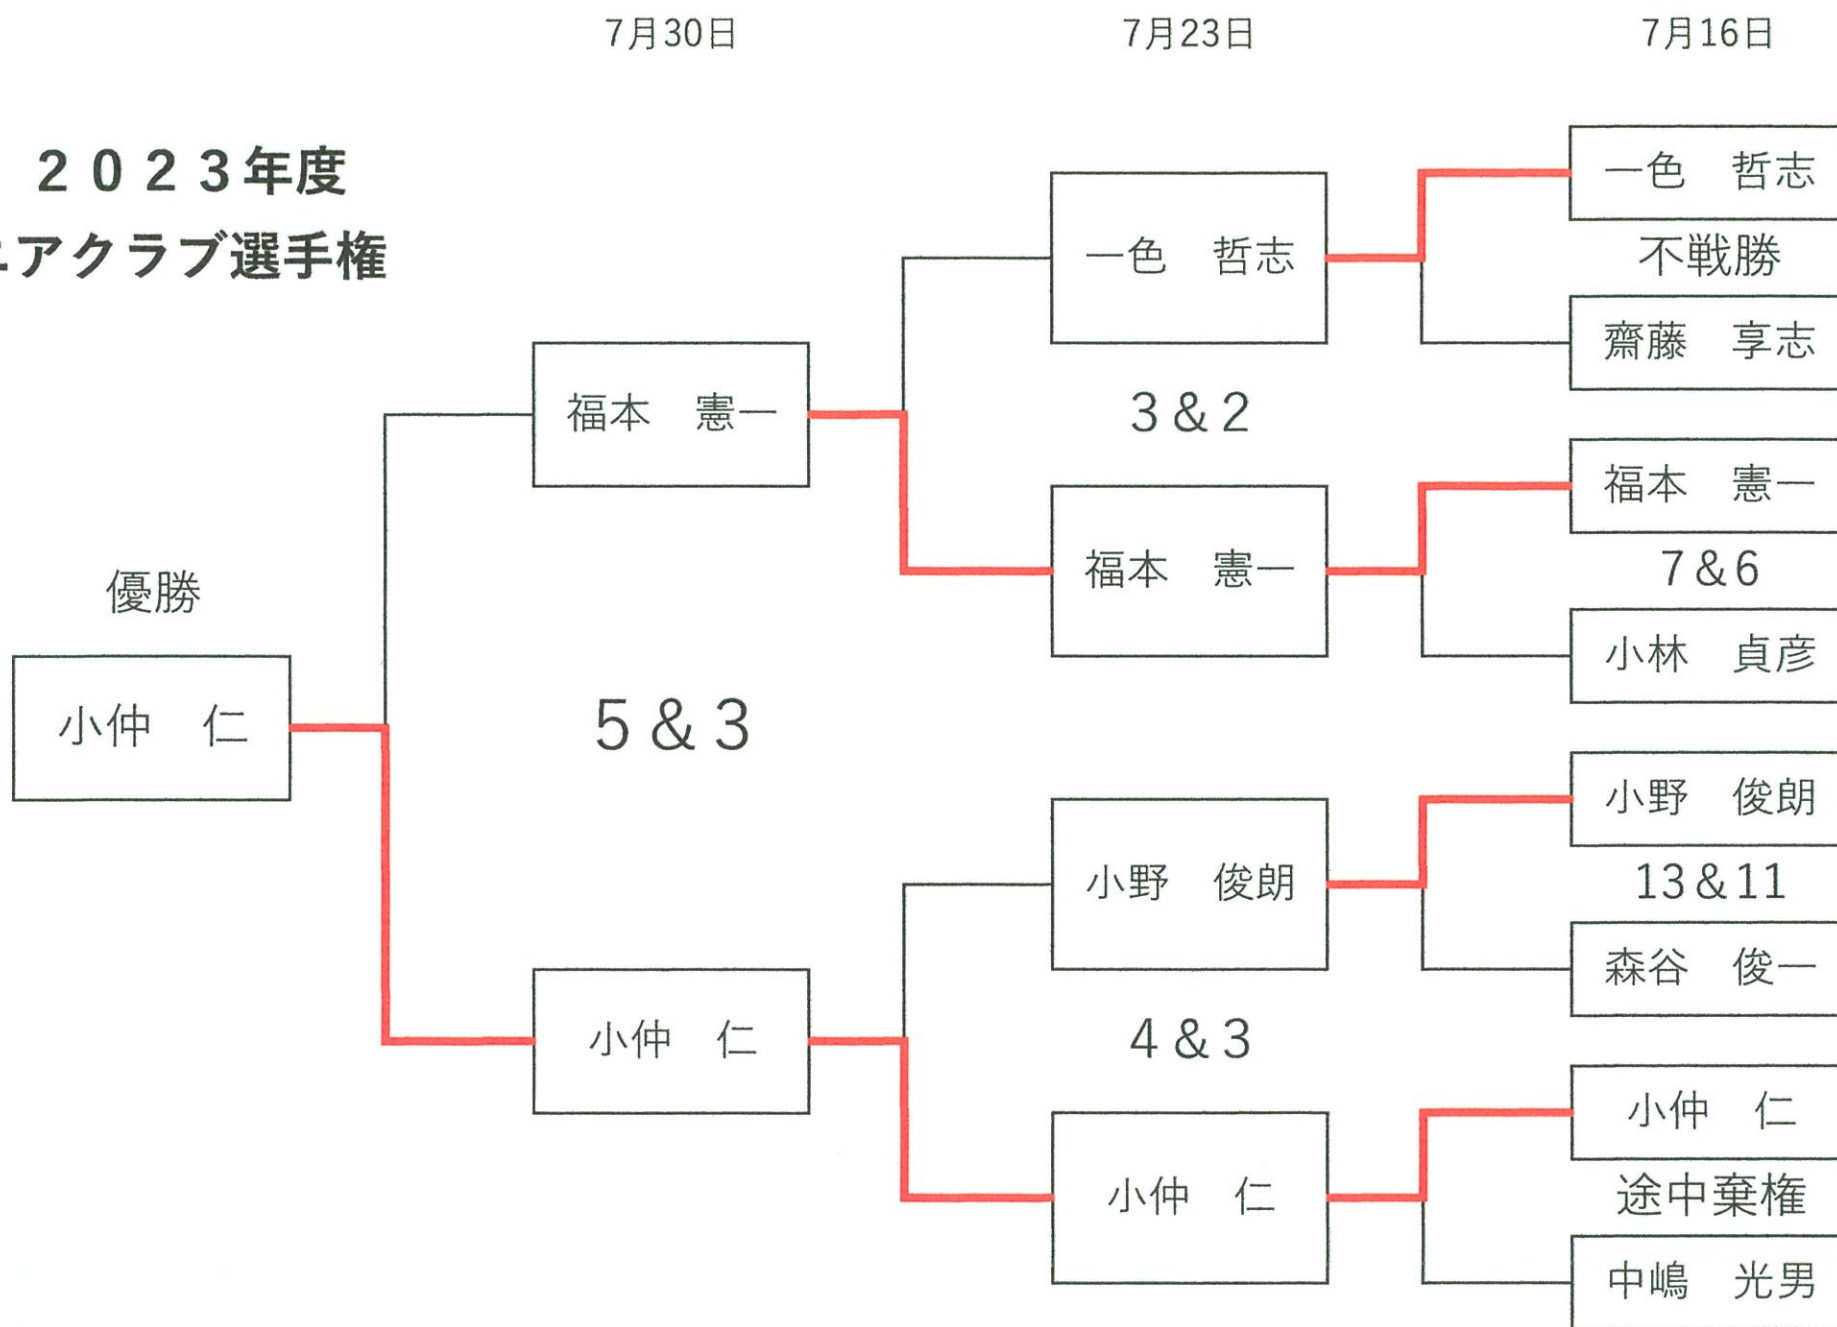 7月30日
7月23日
7月16日
２０２３年度
ニアクラブ選手権
優勝
小仲　仁
福本　憲一
5＆3
小仲　仁
一色　哲志
3＆2
福本　憲一
小野　俊朗
4＆3
小仲　仁
一色　哲志
不戦勝
齋藤　享志
福本　憲一
7＆6
小林　貞彦
小野　俊朗
13＆11
森谷　俊一
小仲　仁
途中棄権
中嶋　光男